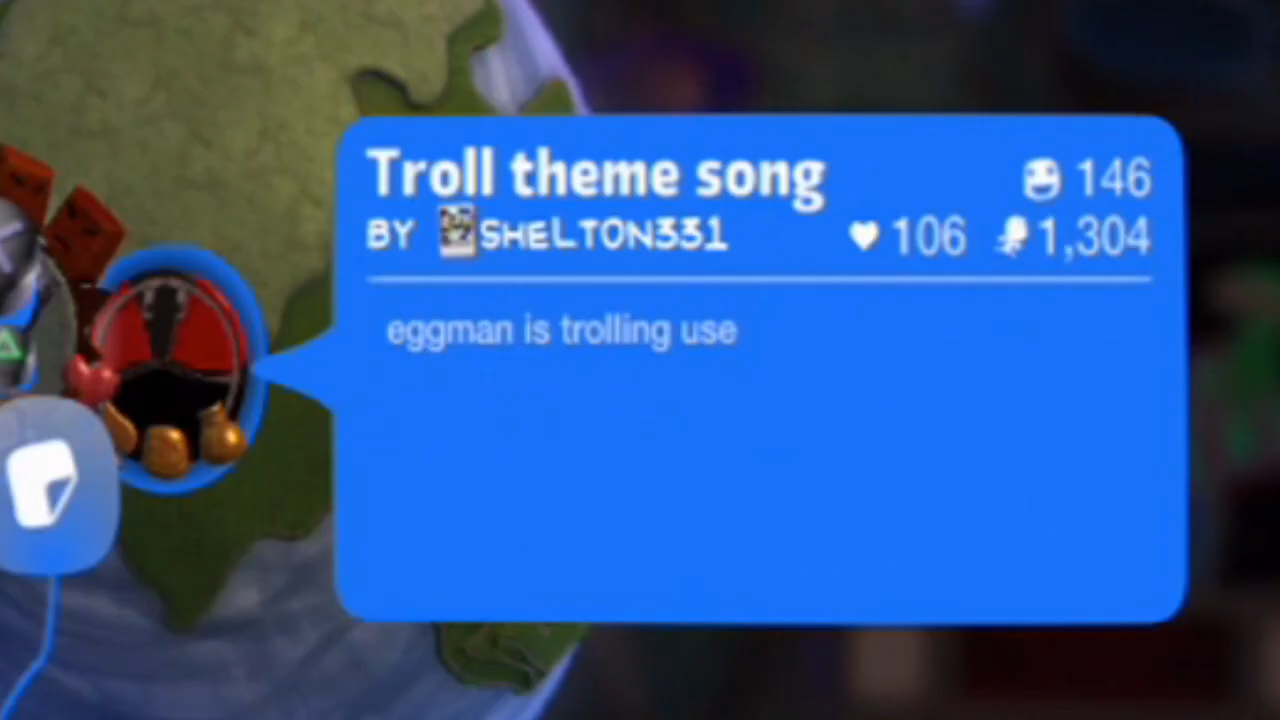 Troll theme song 146
BY SHELTON331 106 1,304
eggman is trolling use